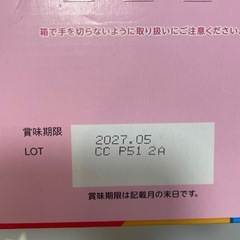 箱で手を切らないように取り扱いにご注意ください。
賞味期限 2027.05
LOT CC P51 2A
賞味期限は記載月の末日です。